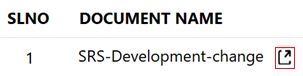 SLNO DOCUMENT NAME
1 SRS-Development-change